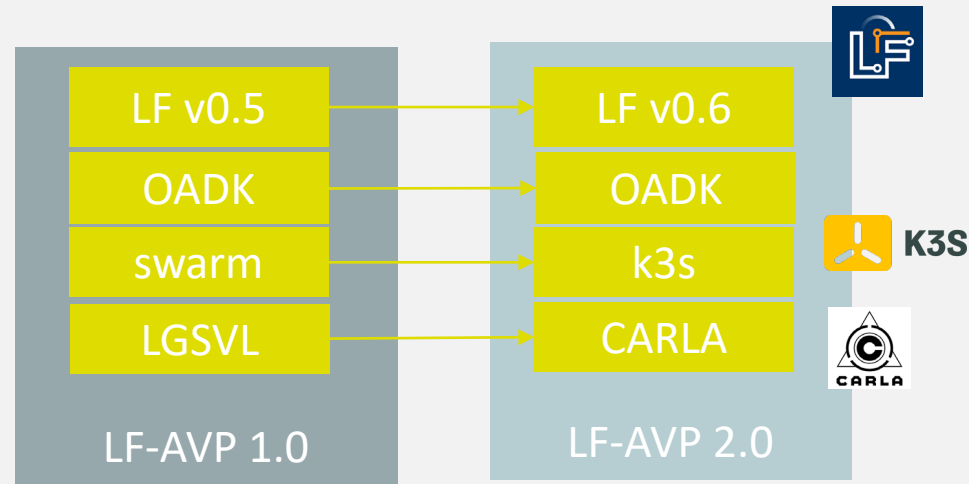 LF
LF v0.5
LF v0.6
OADK
OADK
swarm
k3s
K3S
LGSVL
CARLA
C
CARLA
LF-AVP 1.0
LF-AVP 2.0